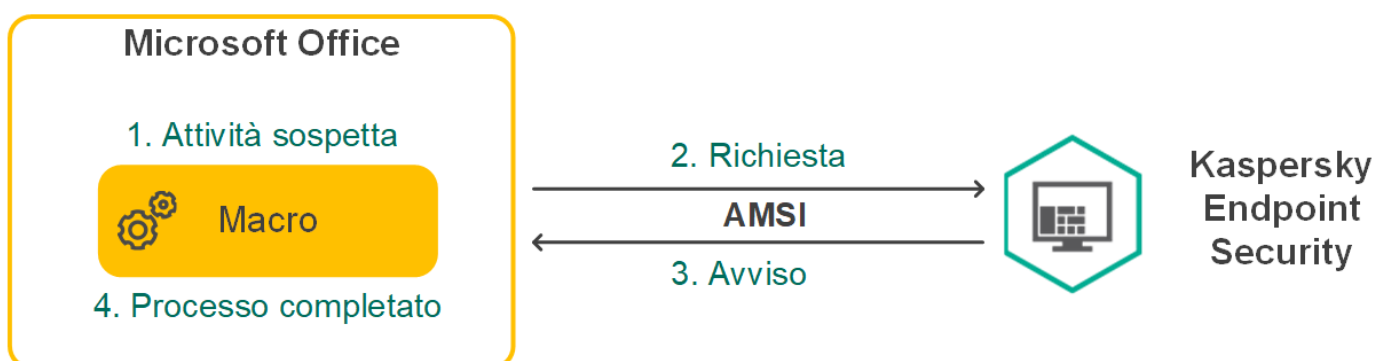 Microsoft Office
1. Attività sospetta
Macro
4. Processo completato
2. Richiesta
AMSI
3. Avviso
Kaspersky
Endpoint
Security